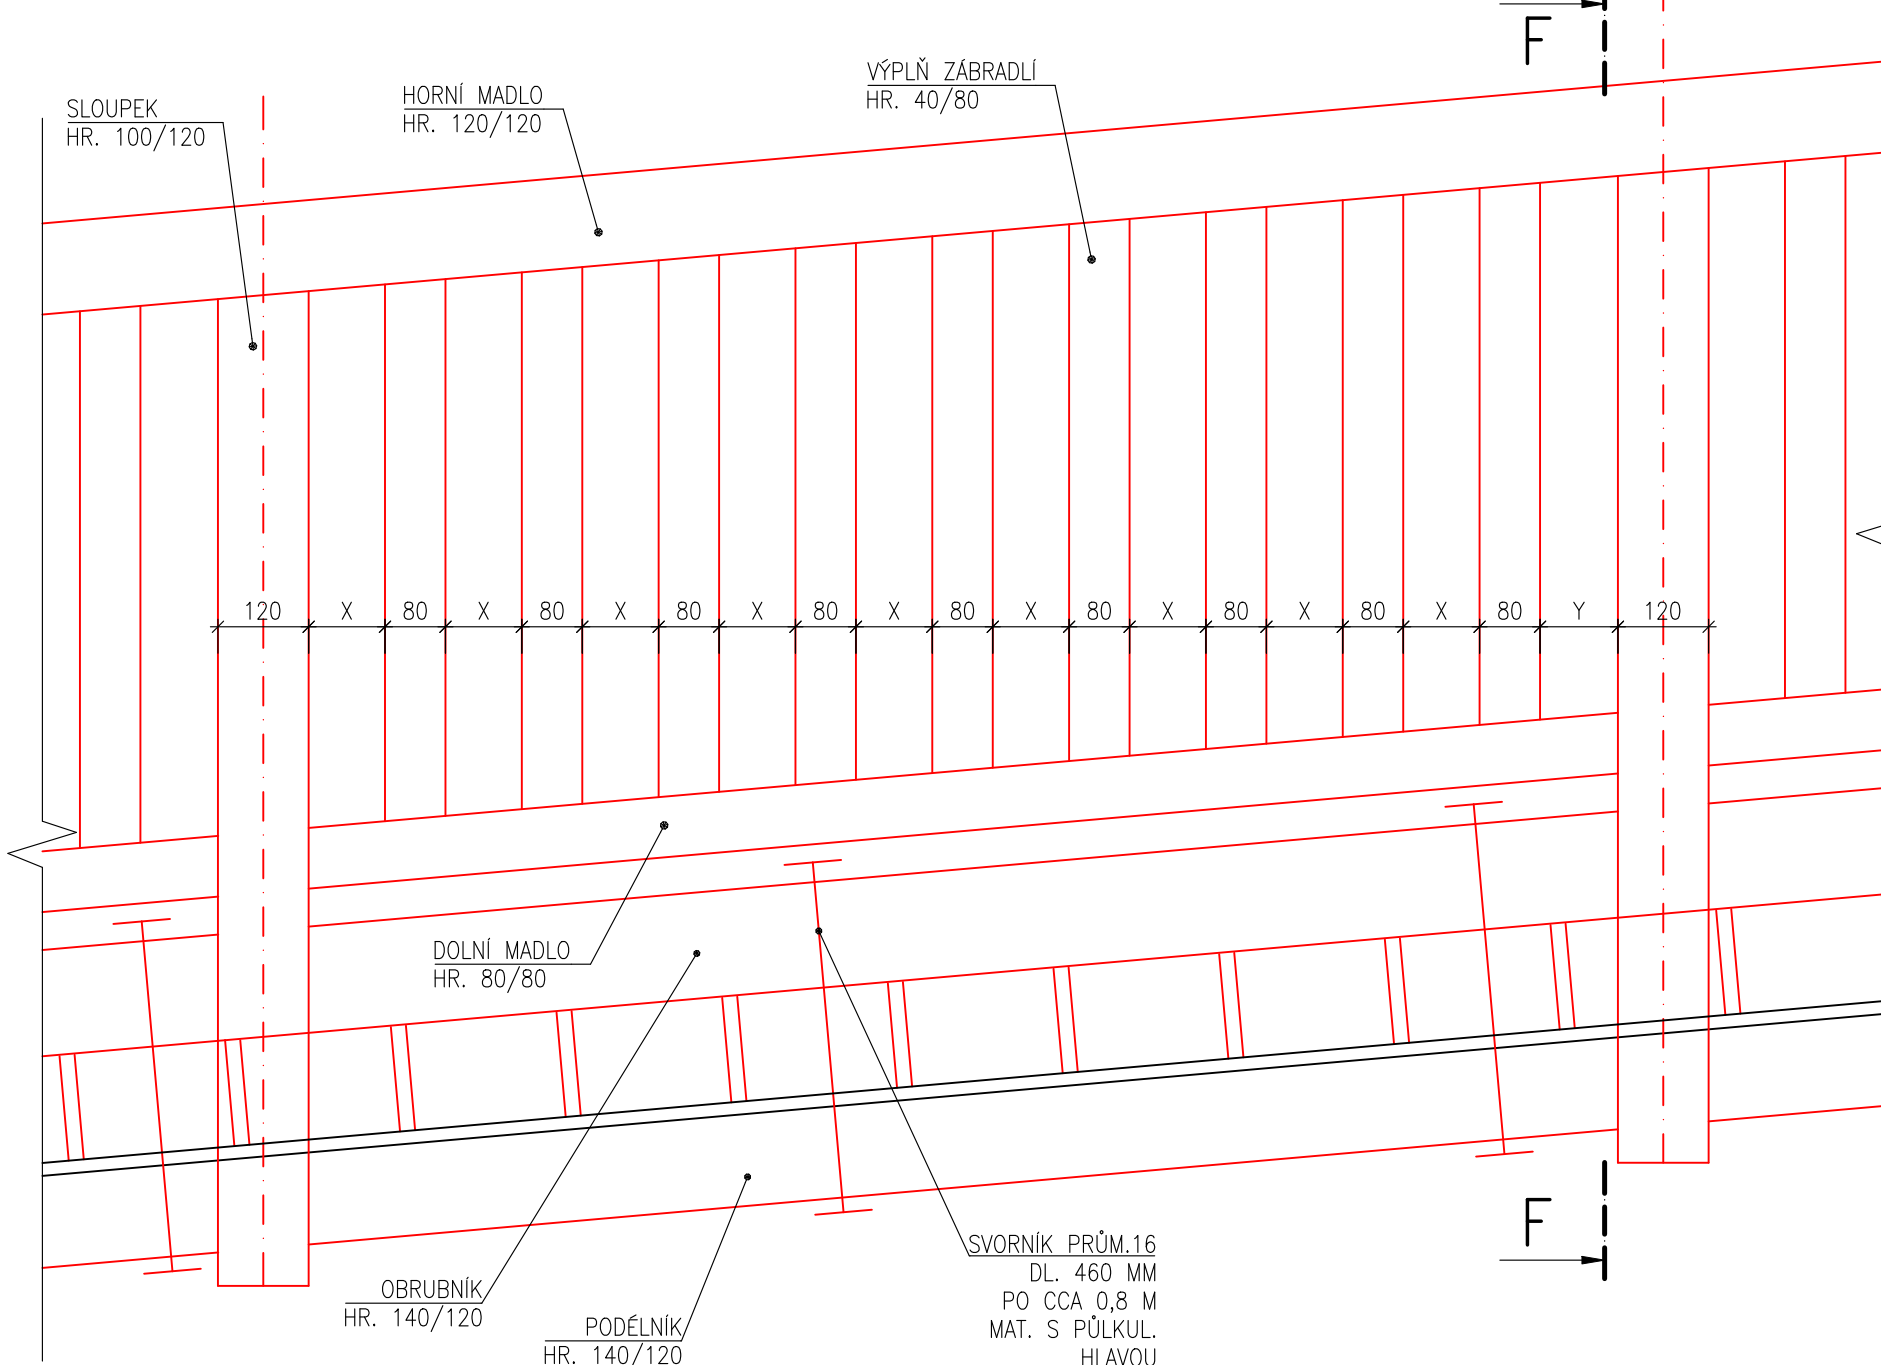 F
VÝPLŇ ZÁBRADLÍ
HR. 40/80
HORNÍ MADLO
HR. 120/120
SLOUPEK
HR. 100/120
120 X 80 X 80 X 80 X 80 X 80 X 80 X 80 X 80 X 80 Y 120
DOLNÍ MADLO
HR. 80/80
F
SVORNÍK PRŮM.16
DL. 460 MM
PO CCA 0,8 M
MAT. S PŮLKUL.
HLAVOU
OBRUBNÍK
HR. 140/120
PODÉLNÍK
HR. 140/120